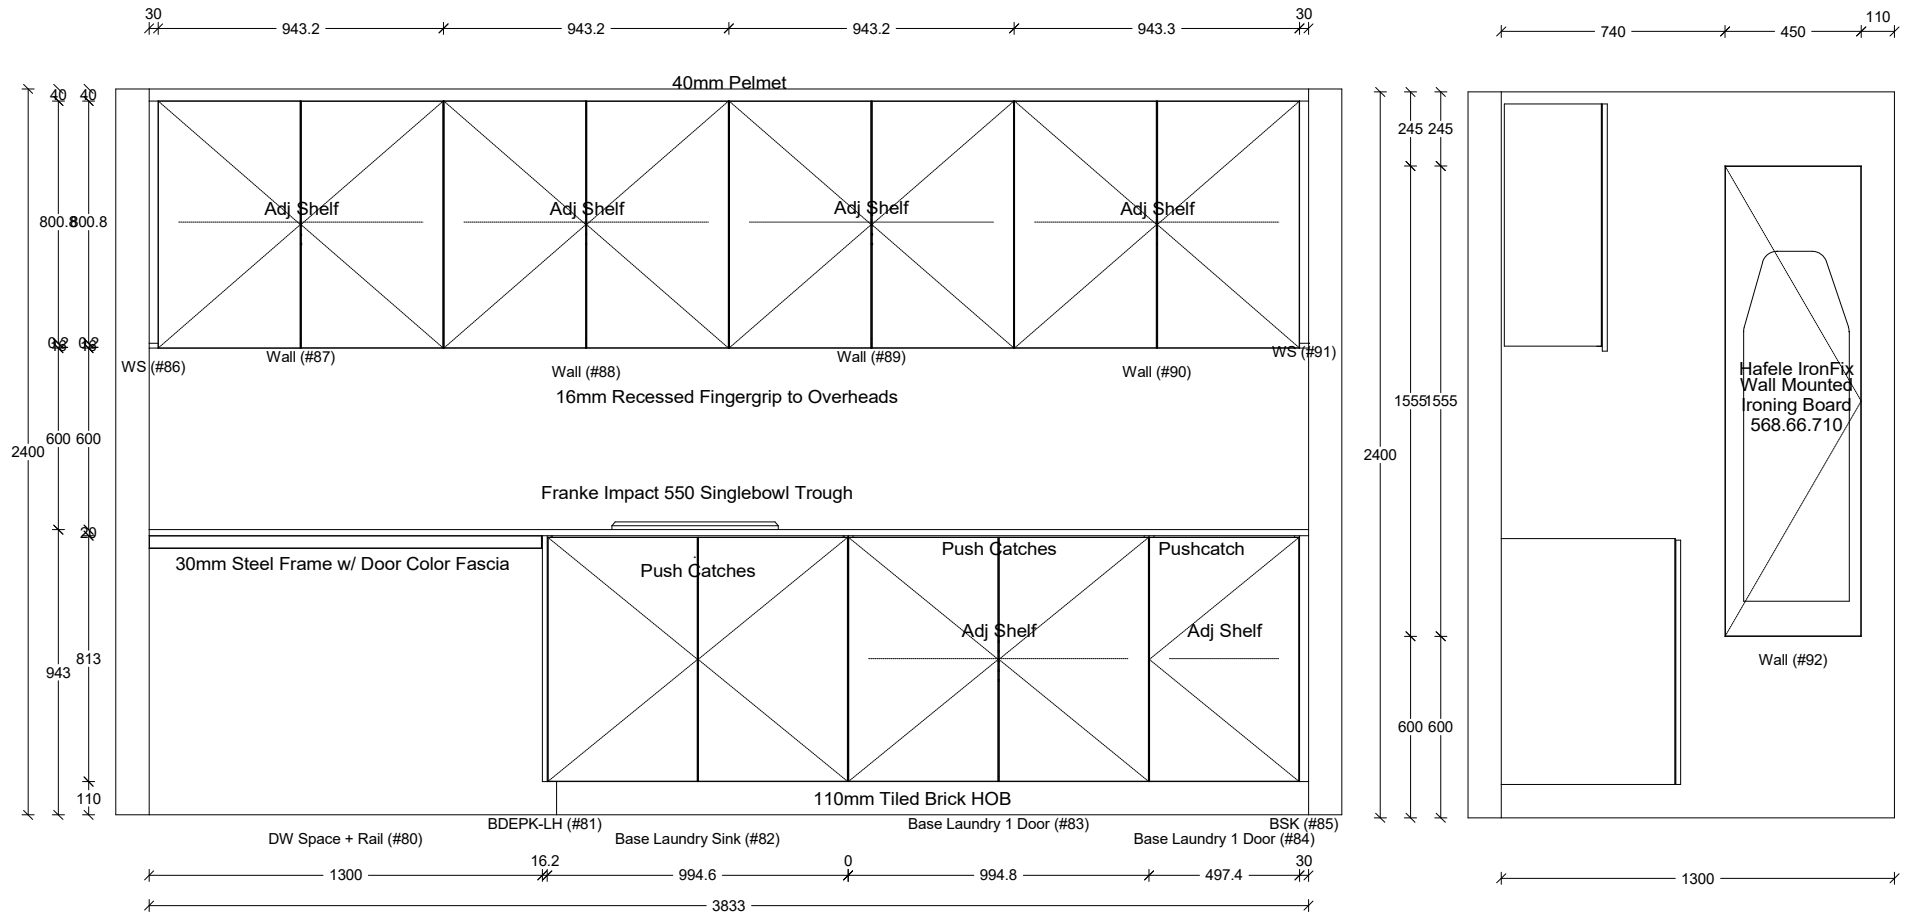 30
943.2
943.2
943.2
943.3
30
740
450
110
40mm Pelmet
40
40
245
245
800.8
800.8
Adj Shelf
Adj Shelf
Adj Shelf
Adj Shelf
0.2
0.2
WS (#86)
Wall (#87)
Wall (#88)
Wall (#89)
Wall (#90)
WS (#91)
16mm Recessed Fingergrip to Overheads
Hafele IronFix
Wall Mounted
Ironing Board
568.66.710
1555
1555
2400
600
600
2400
Franke Impact 550 Singlebowl Trough
20
30mm Steel Frame w/ Door Color Fascia
Push Catches
Push Catches
Pushcatch
Adj Shelf
Adj Shelf
943
813
Wall (#92)
600
600
110
110mm Tiled Brick HOB
DW Space + Rail (#80)
BDEPK-LH (#81)
Base Laundry Sink (#82)
Base Laundry 1 Door (#83)
Base Laundry 1 Door (#84)
BSK (#85)
1300
16.2
994.6
0
994.8
497.4
30
1300
3833